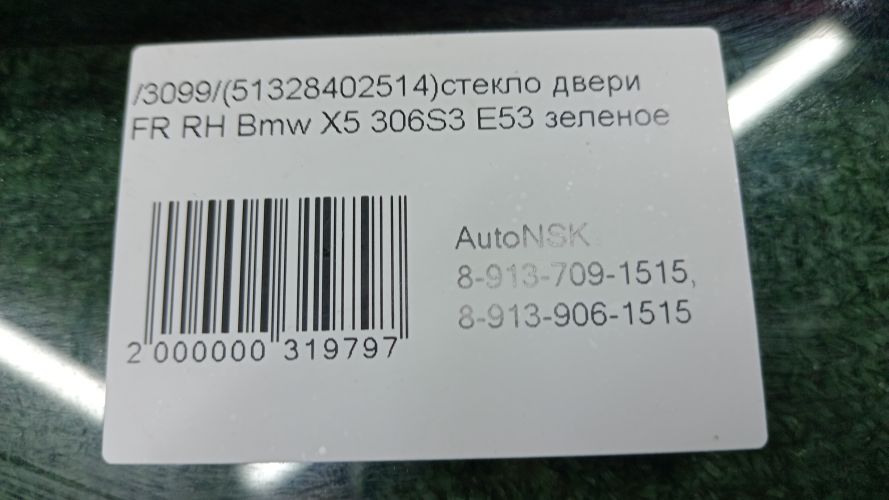 /3099/(51328402514)стекло двери
FR RH Bmw X5 306S3 E53 зеленое
AutoNSK
8-913-709-1515,
8-913-906-1515
2 000000 319797